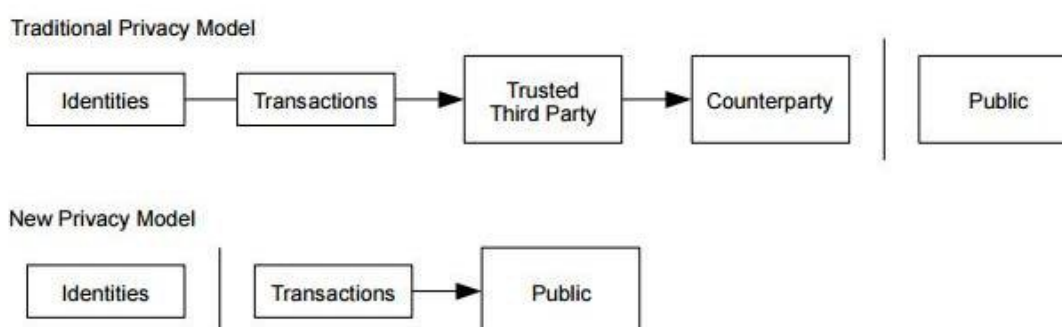 Traditional Privacy Model
Identities
Transactions
Trusted
Third Party
Counterparty
Public
New Privacy Model
Identities
Transactions
Public